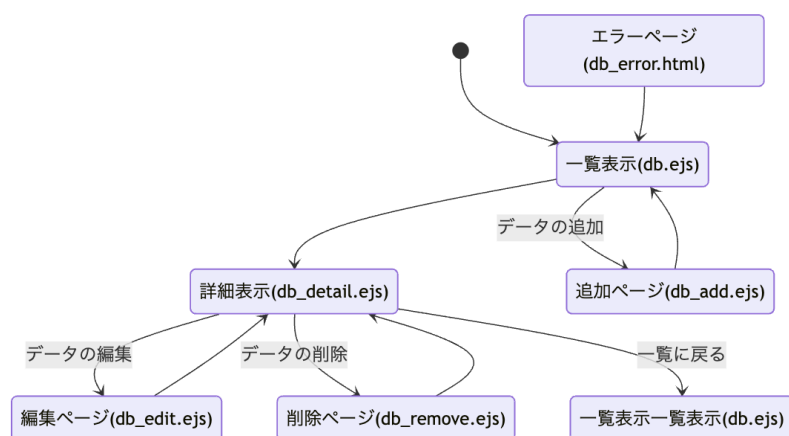 エラーページ
(db_error.html)
一覧表示(db.ejs)
データの追加
詳細表示(db_detail.ejs)
追加ページ(db_add.ejs)
データの編集
データの削除
一覧に戻る
編集ページ(db_edit.ejs)
削除ページ(db_remove.ejs)
一覧表示一覧表示(db.ejs)